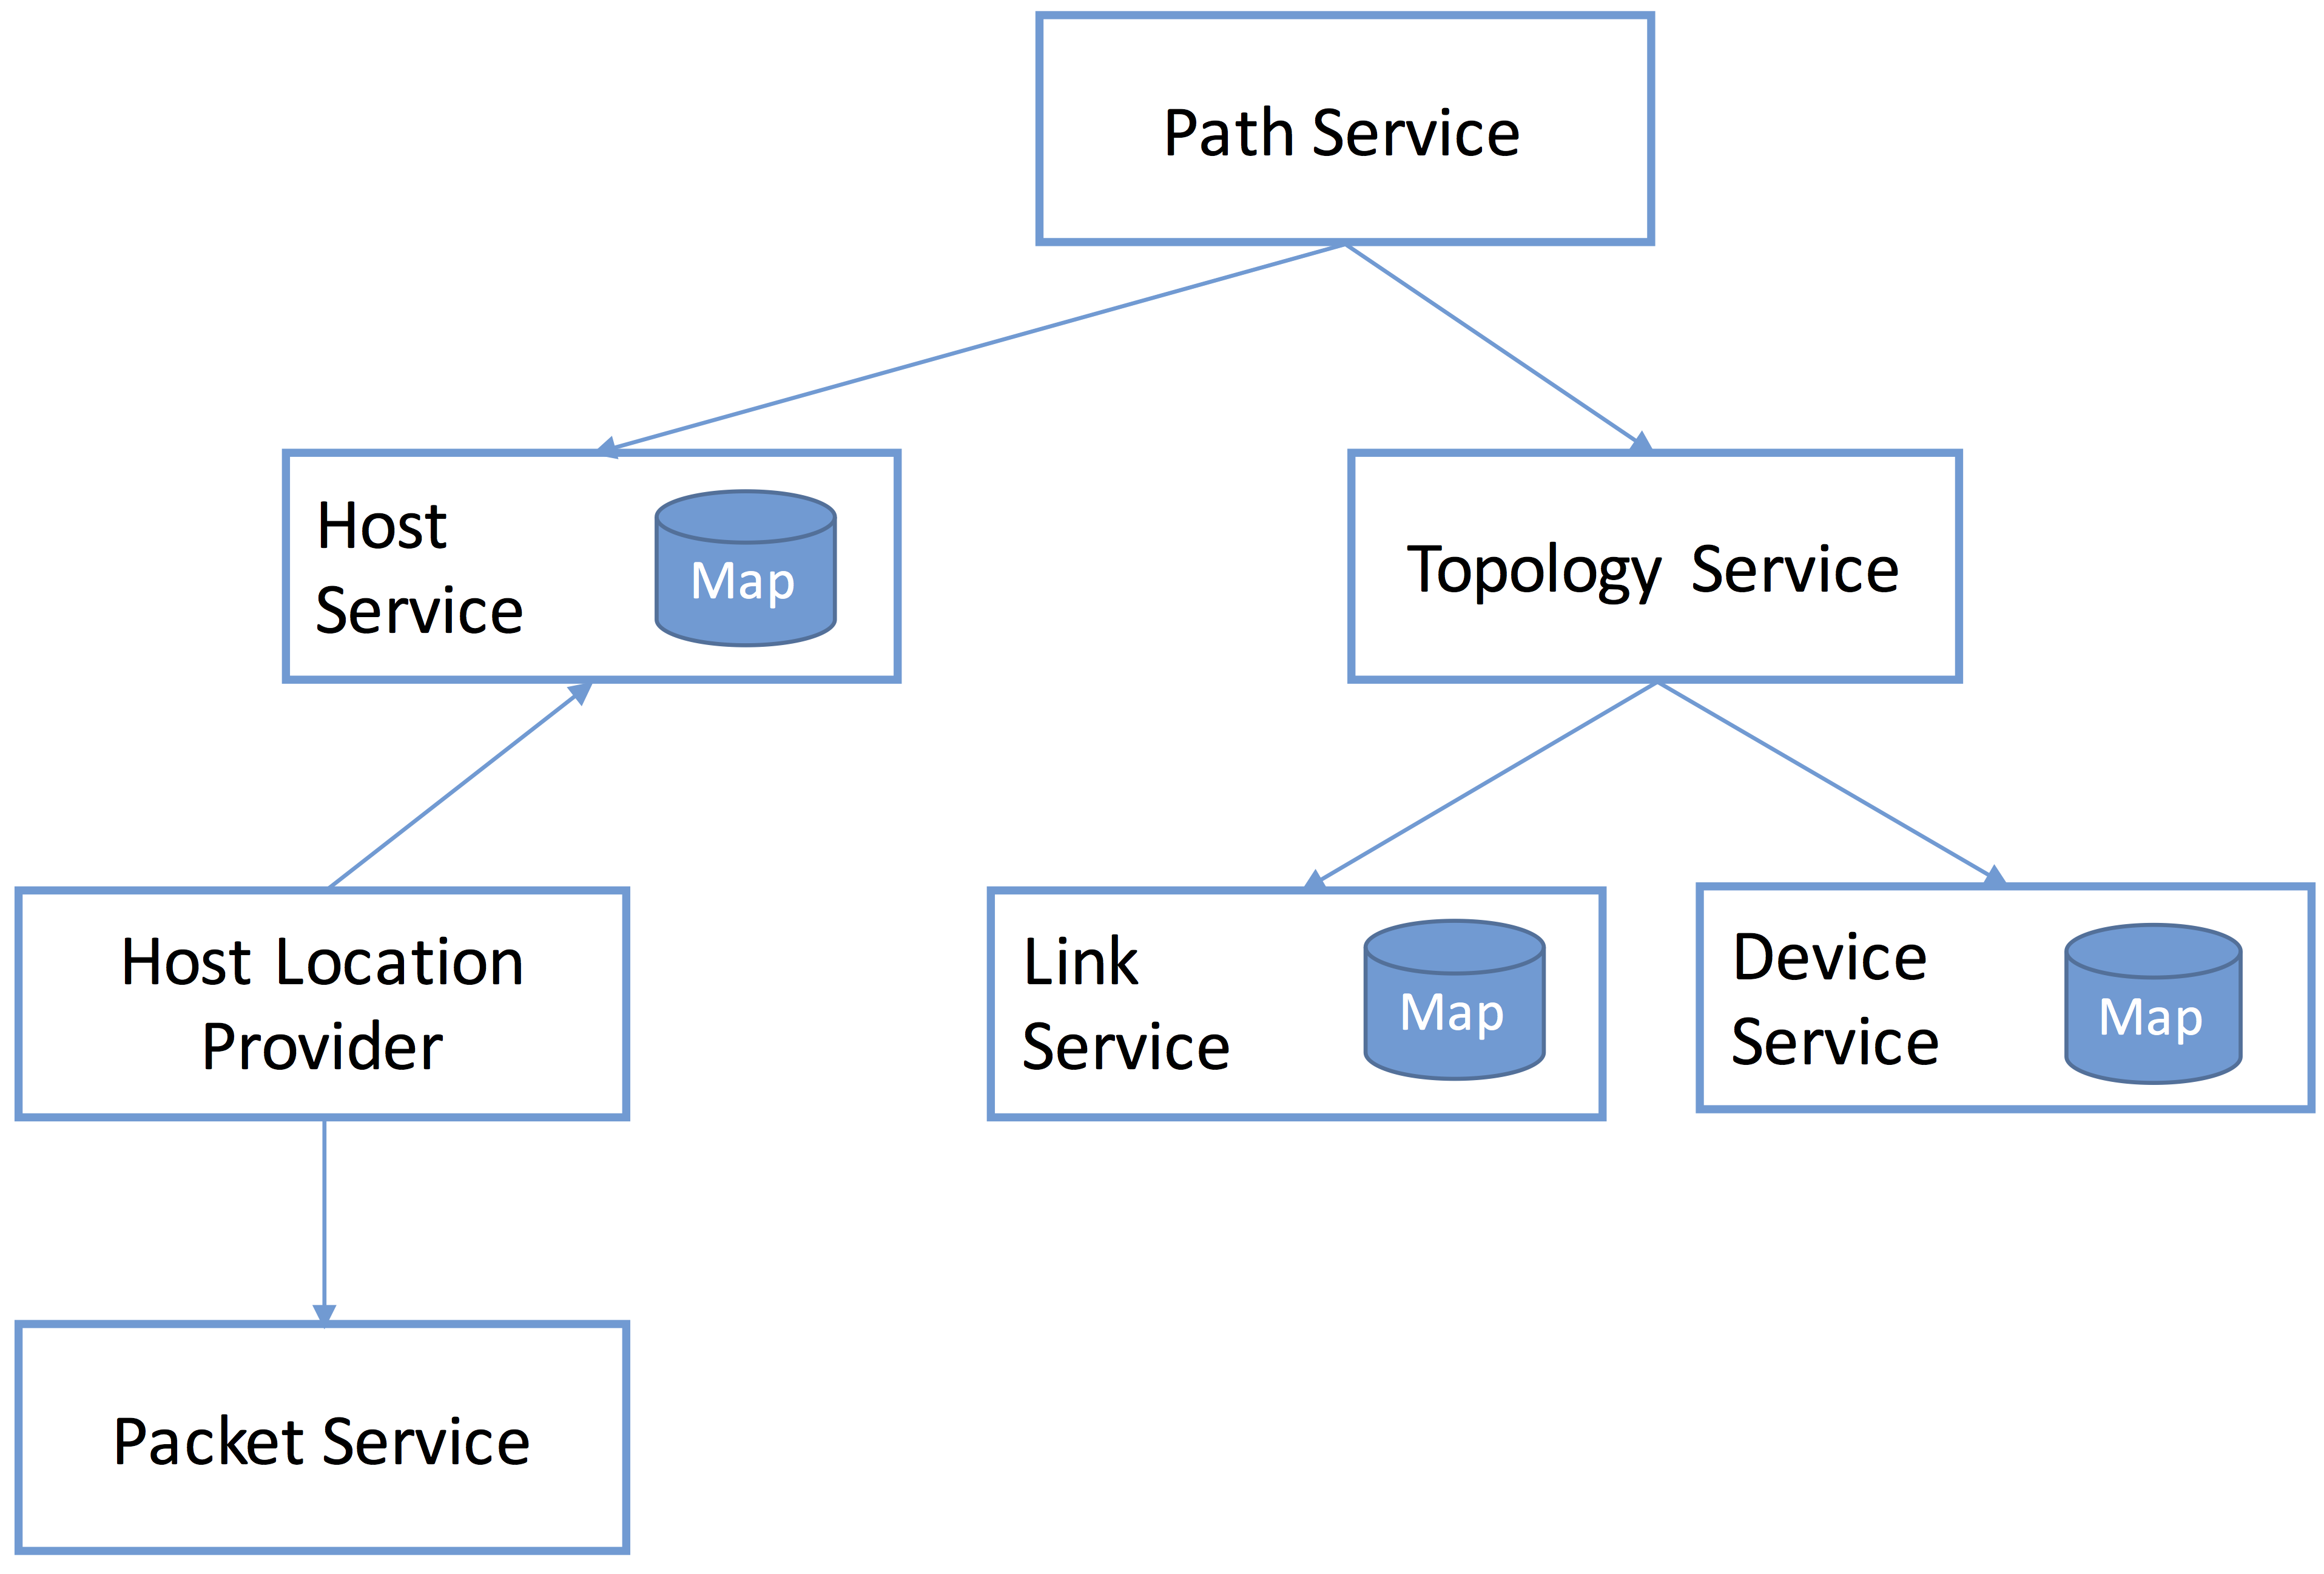 Path Service
Host
Service
Map
Topology Service
Host Location
Provider
Link
Service
Map
Device
Service
Map
Packet Service